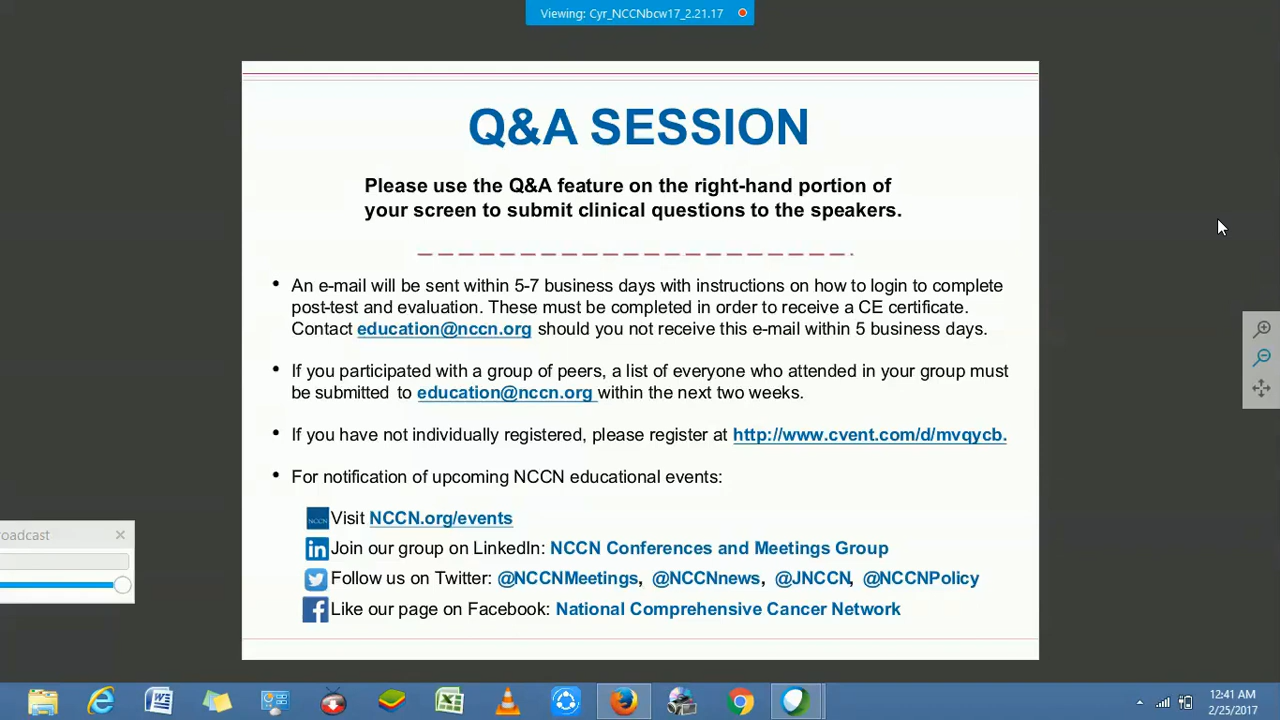 Viewing: Cyr_NCCNbcw17_2.21.17
Q&A SESSION
Please use the Q&A feature on the right-hand portion of
your screen to submit clinical questions to the speakers.
• An e-mail will be sent within 5-7 business days with instructions on how to login to complete
post-test and evaluation. These must be completed in order to receive a CE certificate.
Contact education@nccn.org should you not receive this e-mail within 5 business days.
• If you participated with a group of peers, a list of everyone who attended in your group must
be submitted to education@nccn.org within the next two weeks.
• If you have not individually registered, please register at http://www.cvent.com/d/mvqycb.
• For notification of upcoming NCCN educational events:
NCCN Visit NCCN.org/events
in Join our group on LinkedIn: NCCN Conferences and Meetings Group
Follow us on Twitter: @NCCNMeetings, @NCCNnews, @JNCCN, @NCCNPolicy
f Like our page on Facebook: National Comprehensive Cancer Network
oadcast
12:41 AM
2/25/2017